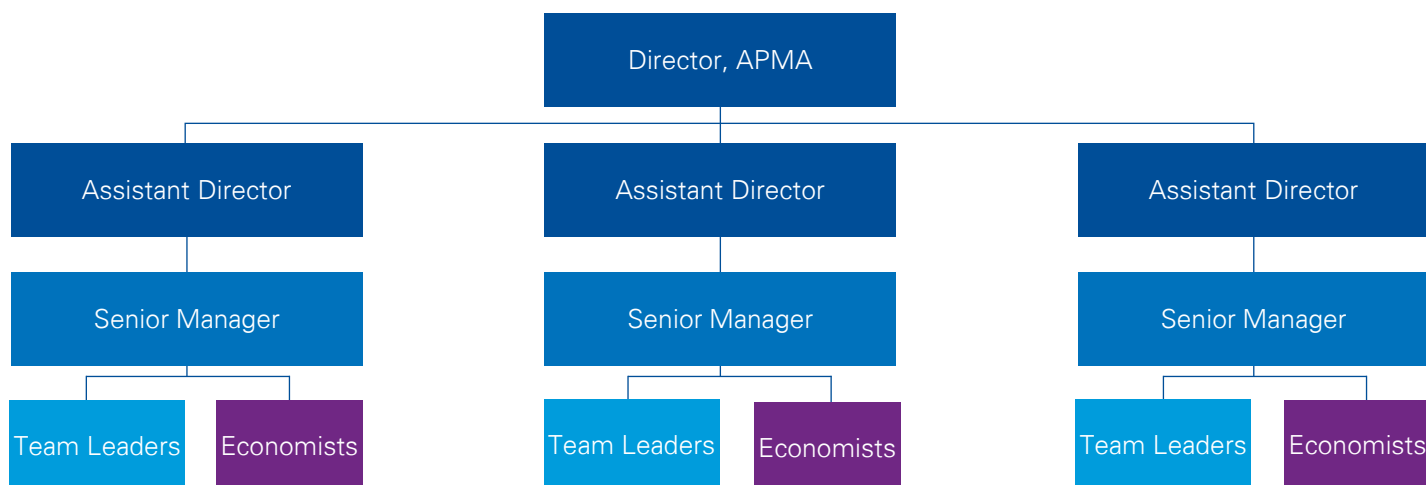 Director, APMA
Assistant Director
Assistant Director
Assistant Director
Senior Manager
Senior Manager
Senior Manager
Team Leaders
Economists
Team Leaders
Economists
Team Leaders
Economists